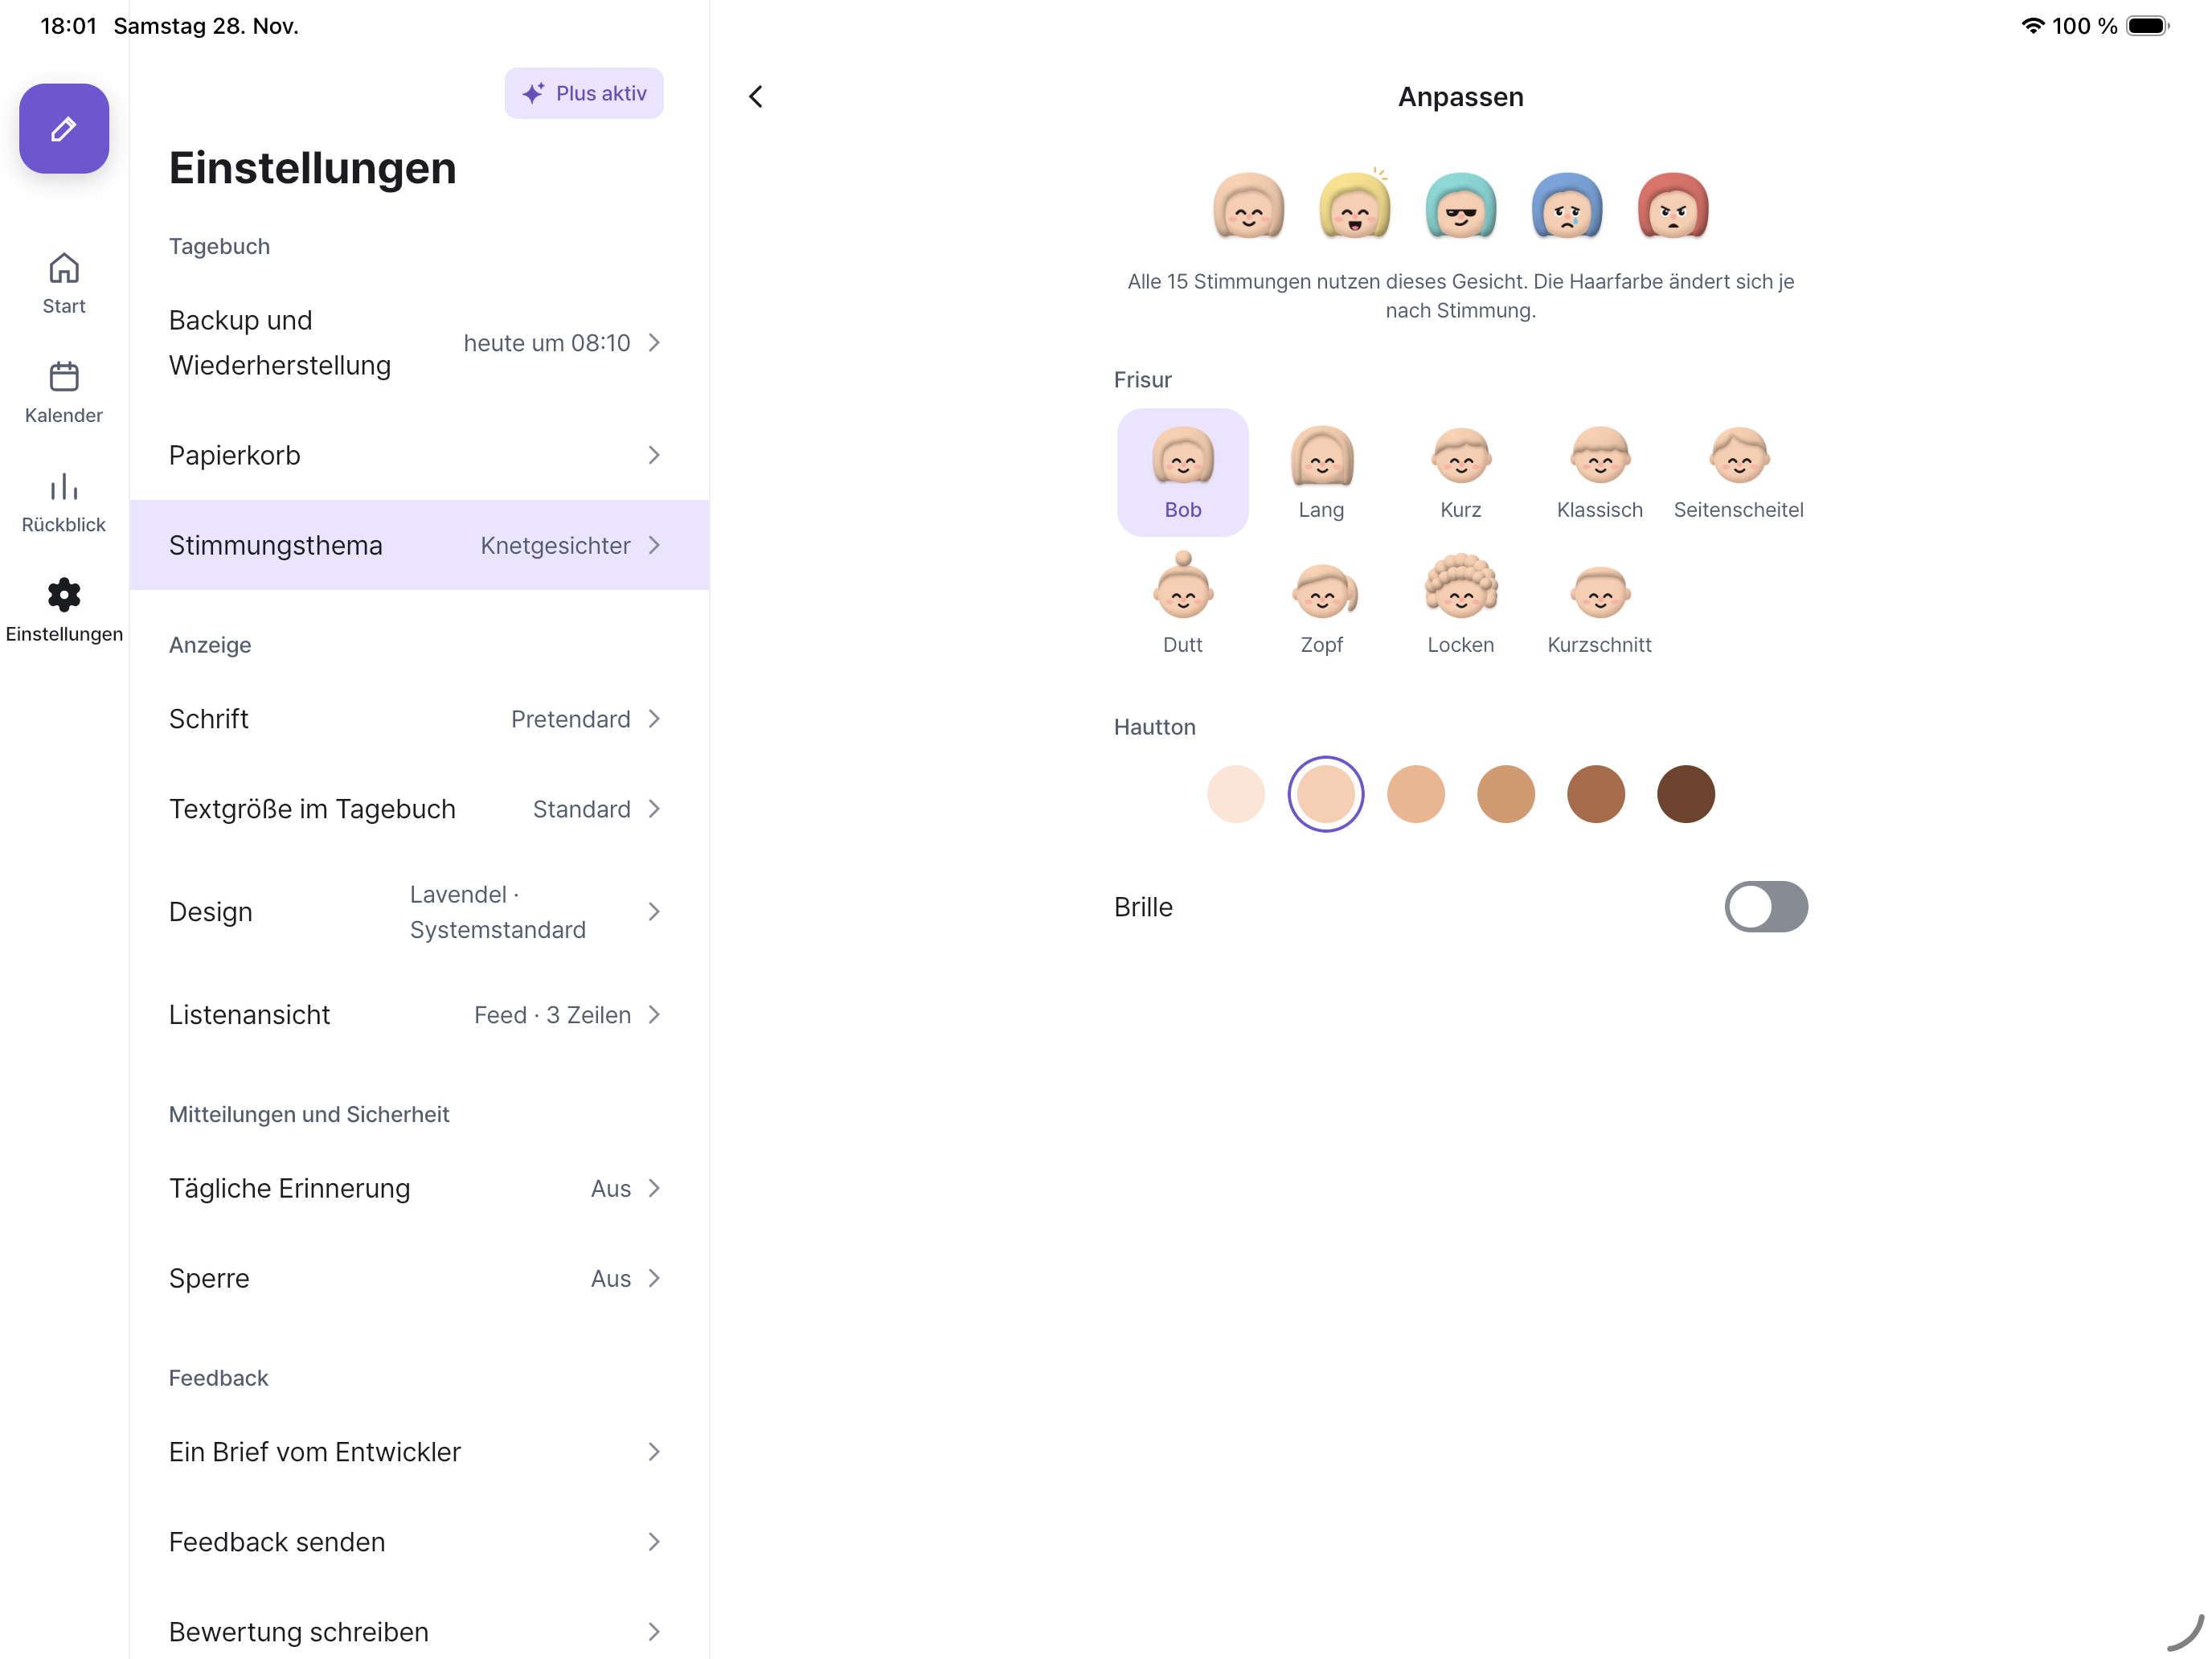 18:01 Samstag 28. Nov.
100 %
Plus aktiv
Einstellungen
Start
Kalender
Rückblick
Einstellungen
Tagebuch
Backup und
Wiederherstellung
heute um 08:10
Papierkorb
Stimmungsthema
Knetgesichter
Anzeige
Schrift
Pretendard
Textgröße im Tagebuch
Standard
Design
Lavendel ·
Systemstandard
Listenansicht
Feed · 3 Zeilen
Mitteilungen und Sicherheit
Tägliche Erinnerung
Aus
Sperre
Aus
Feedback
Ein Brief vom Entwickler
Feedback senden
Bewertung schreiben
Anpassen
Alle 15 Stimmungen nutzen dieses Gesicht. Die Haarfarbe ändert sich je
nach Stimmung.
Frisur
Bob
Lang
Kurz
Klassisch
Seitenscheitel
Dutt
Zopf
Locken
Kurzschnitt
Hautton
Brille